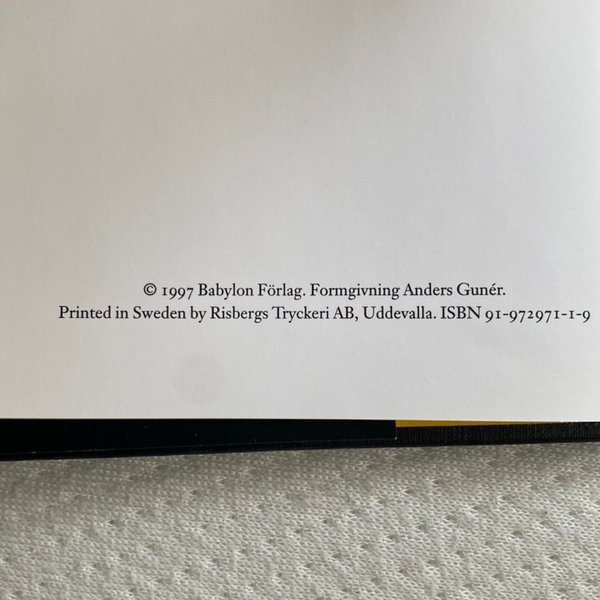 © 1997 Babylon Förlag. Formgivning Anders Gunér.
Printed in Sweden by Risbergs Tryckeri AB, Uddevalla. ISBN 91-972971-1-9